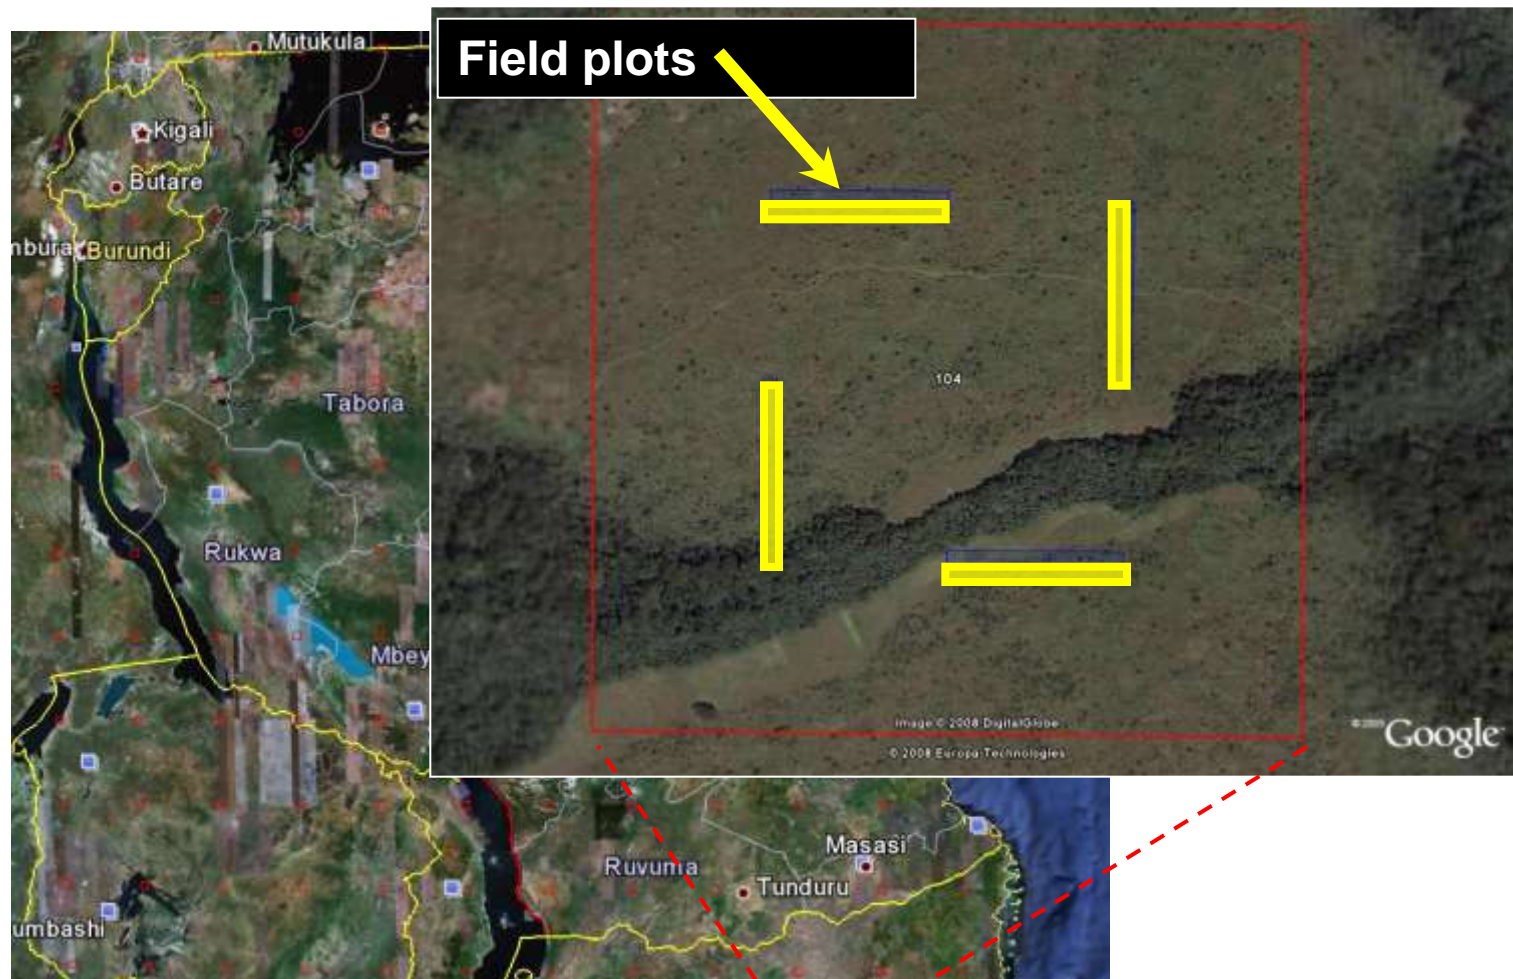 Mutukula
Field plots
Kigali
Butare
mbura
Burundi
Tabora
104
Rukwa
Mbey
Image © 2008 DigitalGlobe
© 2008 Europa Technologies
Google
Masasi
Ruvuma
Tunduru
umbashi